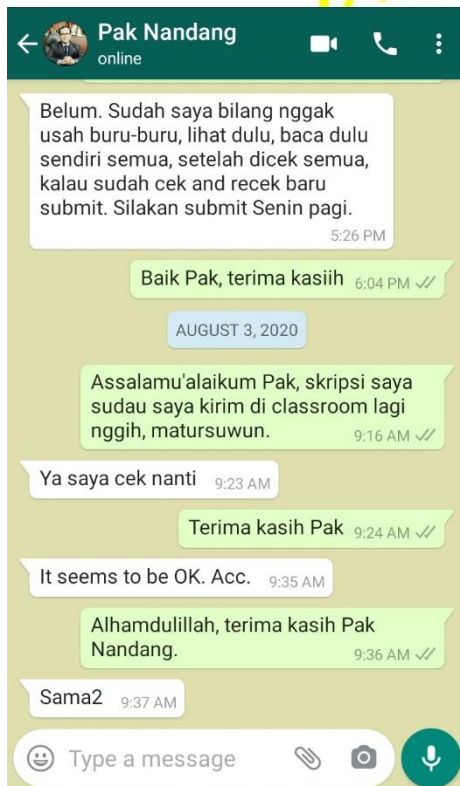 Pak Nandang
online
Belum. Sudah saya bilang nggak
usah buru-buru, lihat dulu, baca dulu
sendiri semua, setelah dicek semua,
kalau sudah cek and recek baru
submit. Silakan submit Senin pagi.
5:26 PM
Baik Pak, terima kasiih 6:04 PM
AUGUST 3, 2020
Assalamu'alaikum Pak, skripsi saya
sudau saya kirim di classroom lagi
nggih, matursuwun. 9:16 AM
Ya saya cek nanti 9:23 AM
Terima kasih Pak 9:24 AM
It seems to be OK. Acc. 9:35 AM
Alhamdulillah, terima kasih Pak
Nandang. 9:36 AM
Sama2 9:37 AM
Type a message